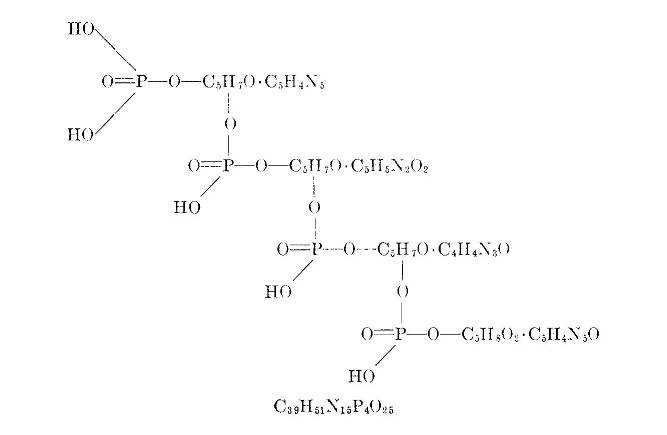 HO
O=P—O—C₅H₇O·C₅H₄N₅
O
HO
O=P—O—C₅H₇O·C₅H₅N₂O₂
HO
O
O=P—O—C₅H₇O·C₄H₄N₃O
HO
O
O=P—O—C₅H₈O₂·C₅H₄N₅O
HO
C₃₉H₅₁N₁₅P₄O₂₅